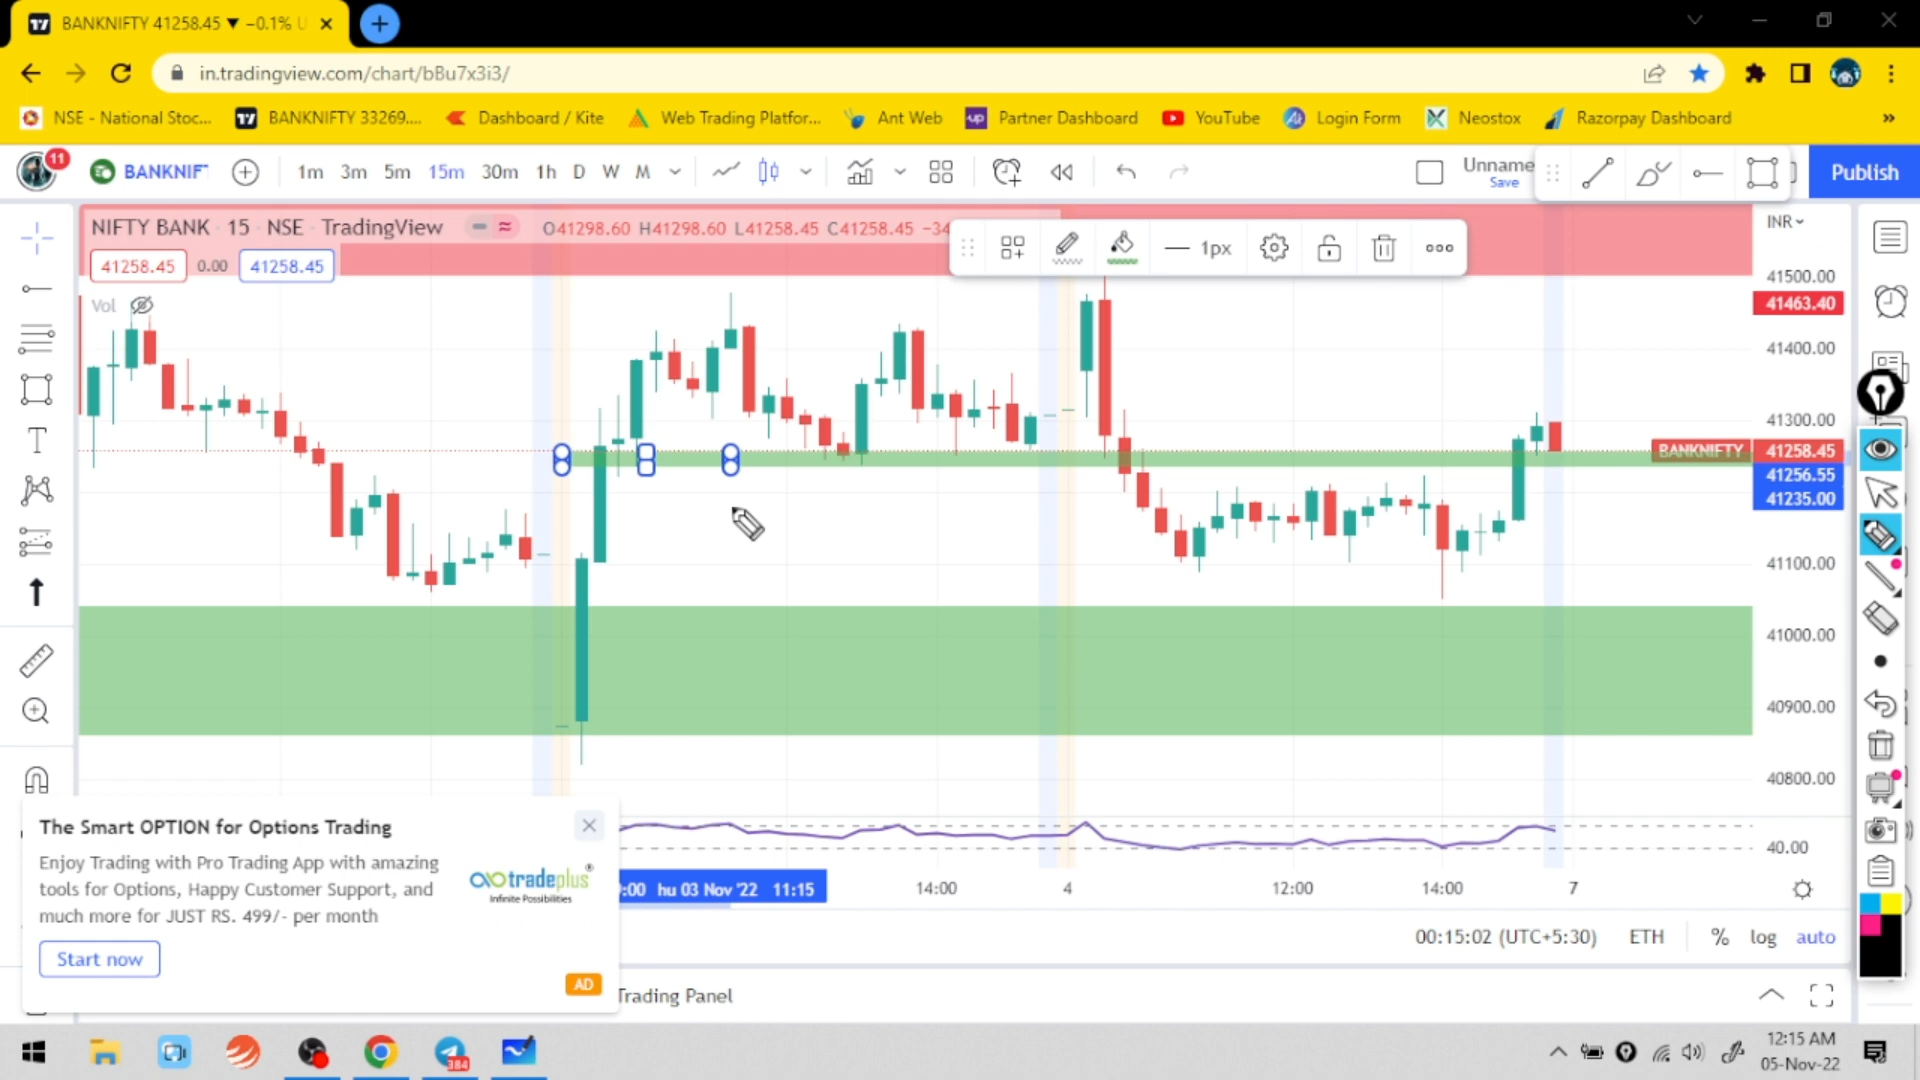 BANKNIFTY 41258.45 ▼ −0.1% U
in.tradingview.com/chart/bBu7x3i3/
NSE - National Stoc... BANKNIFTY 33269.... Dashboard / Kite Web Trading Platfor... Ant Web Partner Dashboard YouTube Login Form Neostox Razorpay Dashboard »
11 BANKNIF 1m 3m 5m 15m 30m 1h D W M Unname Publish
Save
NIFTY BANK 15 NSE TradingView O41298.60 H41298.60 L41258.45 C41258.45 −34 INR
41258.45 0.00 41258.45 1px
Vol
41500.00
41463.40
41400.00
41300.00
BANKNIFTY 41258.45
41256.55
41235.00
41100.00
41000.00
40900.00
40800.00
40.00
The Smart OPTION for Options Trading
Enjoy Trading with Pro Trading App with amazing
tools for Options, Happy Customer Support, and
much more for JUST RS. 499/- per month
tradeplus®
Infinite Possibilities
Start now
AD
:00 hu 03 Nov '22 11:15 14:00 4 12:00 14:00 7
00:15:02 (UTC+5:30) ETH % log auto
Trading Panel
384
12:15 AM
05-Nov-22